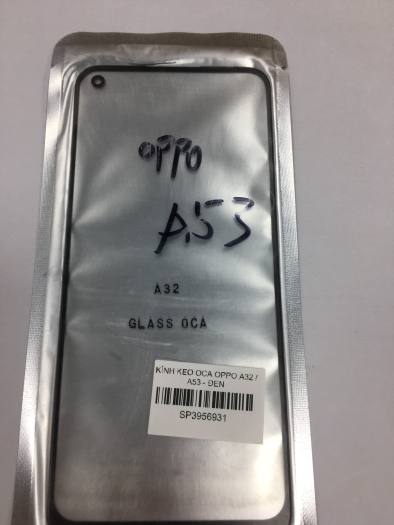 OPPO
A53
A32
GLASS OCA
KÍNH KEO OCA OPPO A32 /
A53 - ĐEN
SP3956931